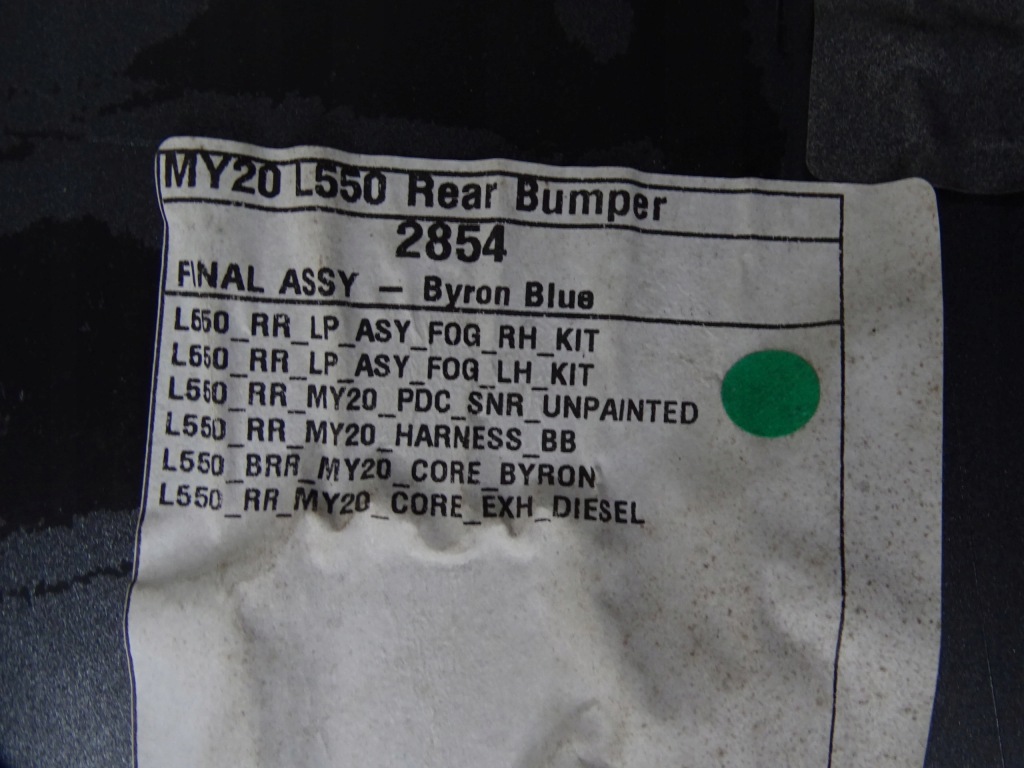 MY20 L550 Rear Bumper
2854
FINAL ASSY – Byron Blue
L550_RR_LP_ASY_FOG_RH_KIT
L550_RR_LP_ASY_FOG_LH_KIT
L550_RR_MY20_PDC_SNR_UNPAINTED
L550_RR_MY20_HARNESS_BB
L550_BRR_MY20_CORE_BYRON
L550_RR_MY20_CORE_EXH_DIESEL